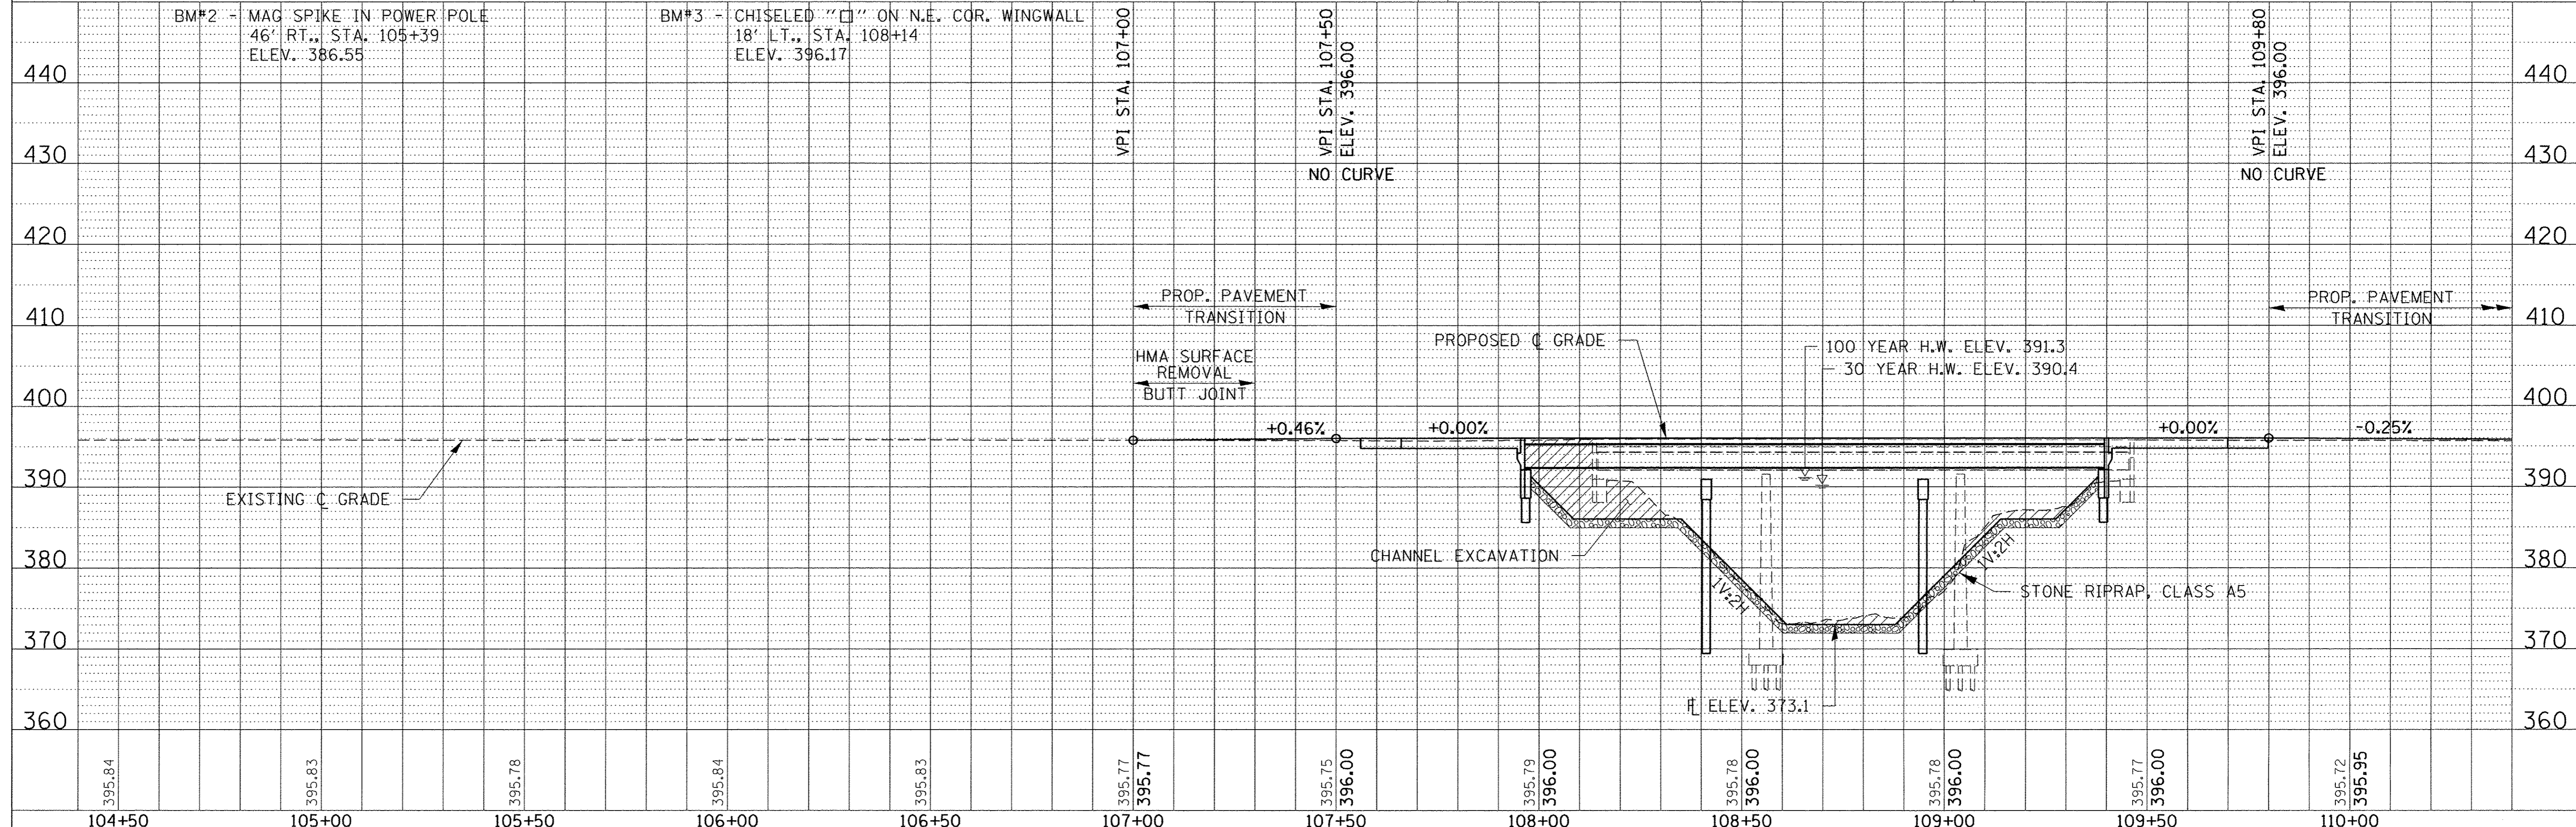 BM#2 - MAG SPIKE IN POWER POLE
46' RT., STA. 105+39
ELEV. 386.55
BM#3 - CHISELED "□" ON N.E. COR. WINGWALL
18' LT., STA. 108+14
ELEV. 396.17
VPI STA. 107+00
VPI STA. 107+50
ELEV. 396.00
NO CURVE
VPI STA. 109+80
ELEV. 396.00
NO CURVE
440
440
430
430
420
420
410
410
400
400
390
390
380
380
370
370
360
360
PROP. PAVEMENT
TRANSITION
HMA SURFACE
REMOVAL
BUTT JOINT
PROPOSED ℄ GRADE
100 YEAR H.W. ELEV. 391.3
30 YEAR H.W. ELEV. 390.4
PROP. PAVEMENT
TRANSITION
+0.46%
+0.00%
+0.00%
-0.25%
EXISTING ℄ GRADE
CHANNEL EXCAVATION
1V:2H
1V:2H
STONE RIPRAP, CLASS A5
FL ELEV. 373.1
395.84
395.83
395.78
395.84
395.83
395.77
395.77
395.75
396.00
395.79
396.00
395.78
396.00
395.78
396.00
395.77
396.00
395.72
395.95
104+50
105+00
105+50
106+00
106+50
107+00
107+50
108+00
108+50
109+00
109+50
110+00